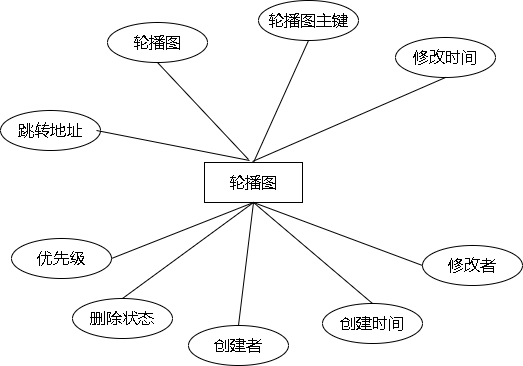 轮播图主键
轮播图
修改时间
跳转地址
轮播图
优先级
修改者
删除状态
创建时间
创建者